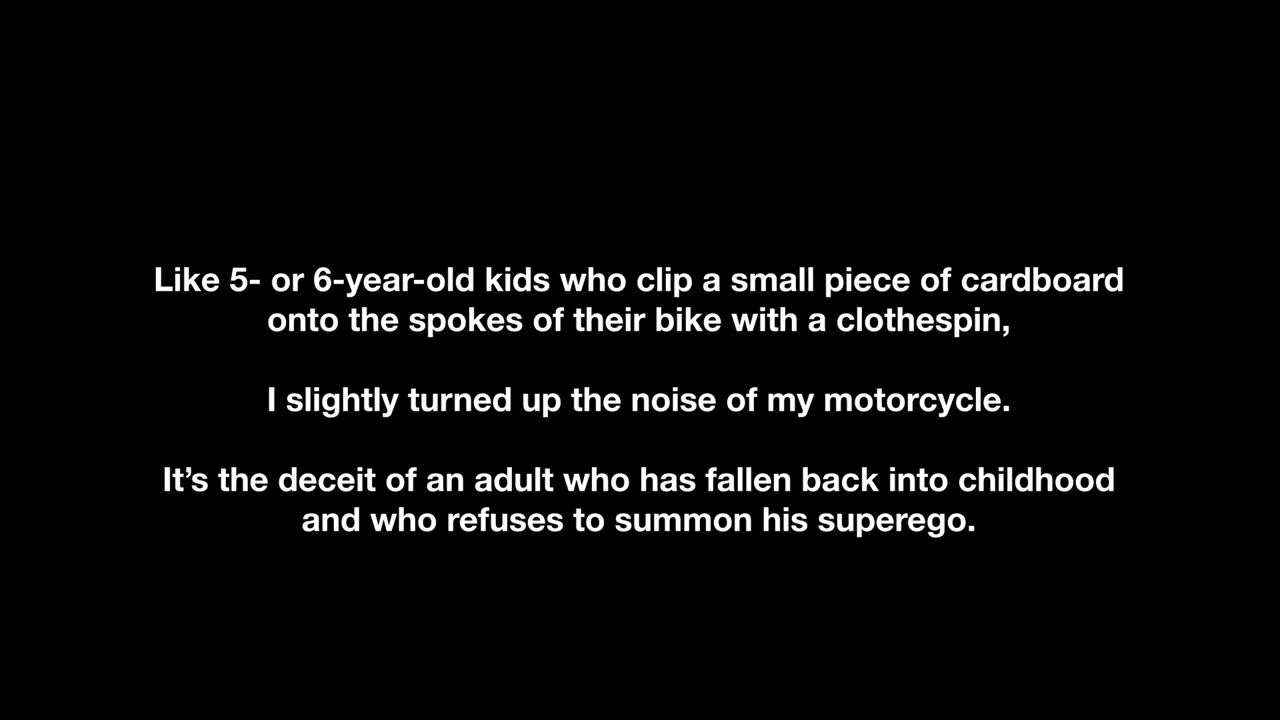 Like 5- or 6-year-old kids who clip a small piece of cardboard
onto the spokes of their bike with a clothespin,
I slightly turned up the noise of my motorcycle.
It’s the deceit of an adult who has fallen back into childhood
and who refuses to summon his superego.